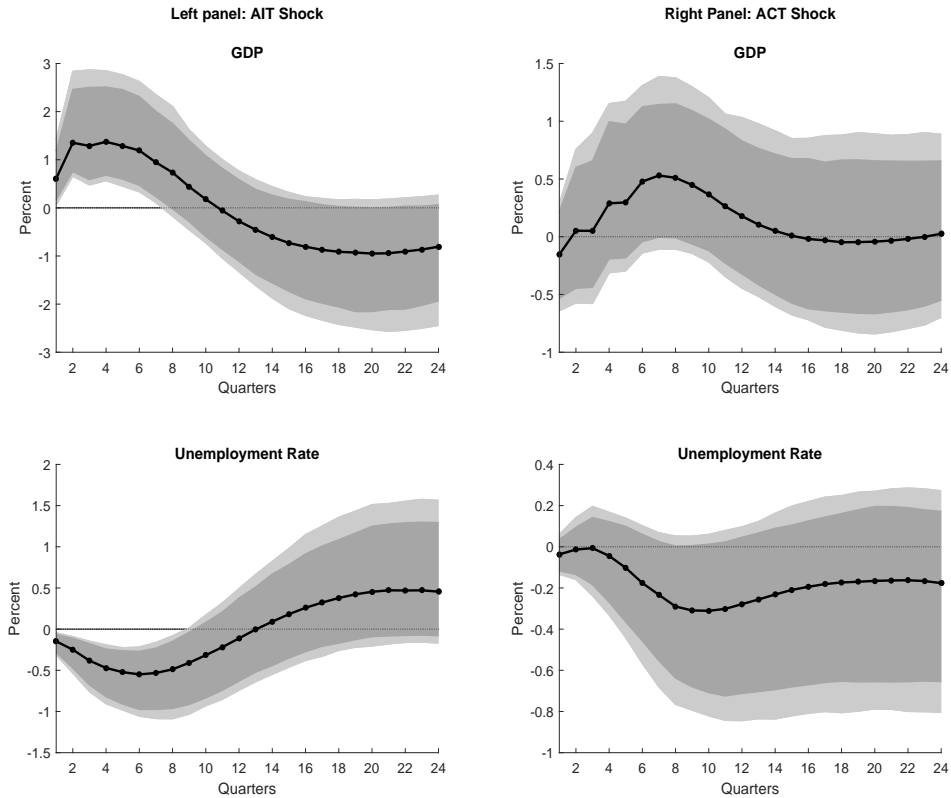 Left panel: AIT Shock
Right Panel: ACT Shock
GDP
3
2
1
0
-1
-2
-3
Percent
2 4 6 8 10 12 14 16 18 20 22 24
Quarters
GDP
1.5
1
0.5
0
-0.5
-1
Percent
2 4 6 8 10 12 14 16 18 20 22 24
Quarters
Unemployment Rate
2
1.5
1
0.5
0
-0.5
-1
-1.5
Percent
2 4 6 8 10 12 14 16 18 20 22 24
Quarters
Unemployment Rate
0.4
0.2
0
-0.2
-0.4
-0.6
-0.8
-1
Percent
2 4 6 8 10 12 14 16 18 20 22 24
Quarters